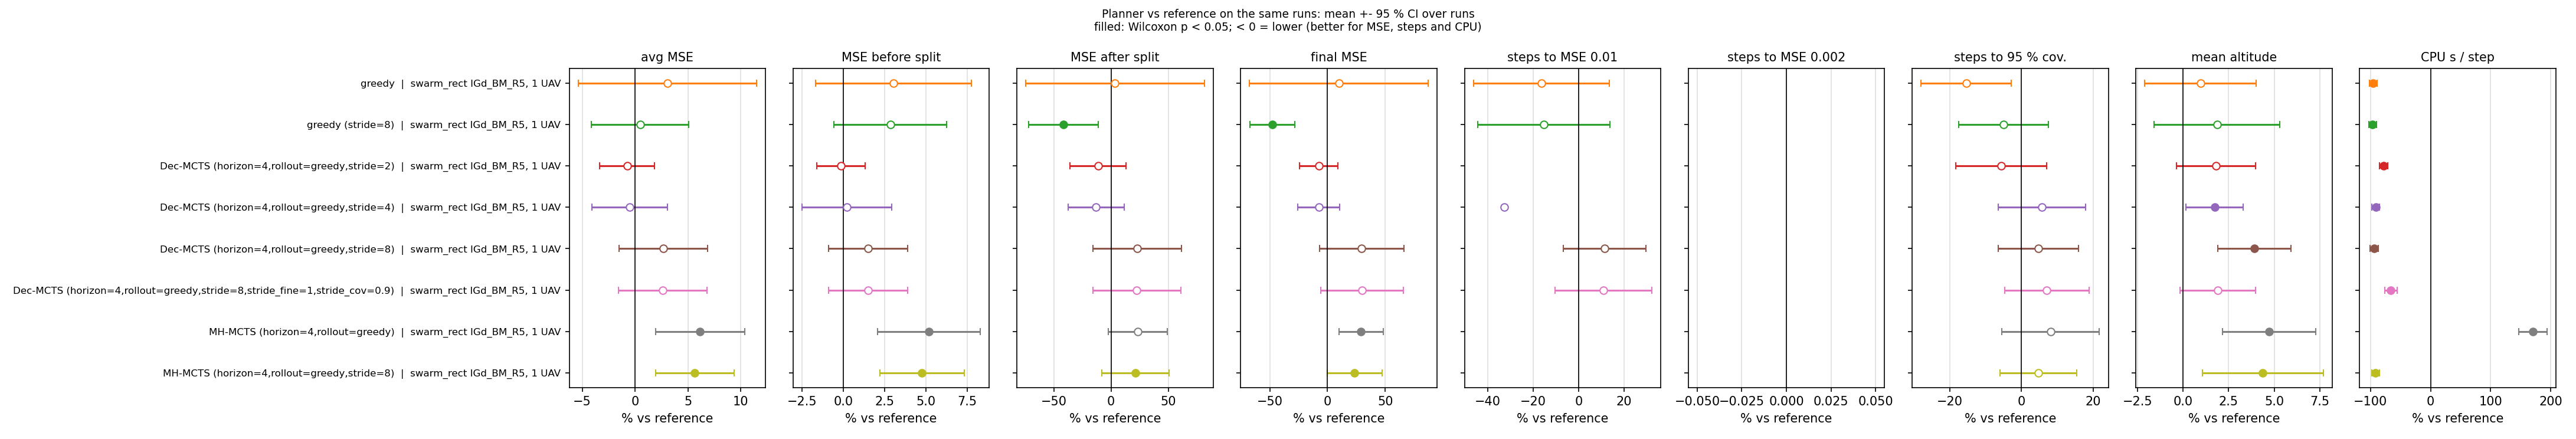 Planner vs reference on the same runs: mean +- 95 % CI over runs
filled: Wilcoxon p < 0.05; < 0 = lower (better for MSE, steps and CPU)
avg MSE
MSE before split
MSE after split
final MSE
steps to MSE 0.01
steps to MSE 0.002
steps to 95 % cov.
mean altitude
CPU s / step
greedy | swarm_rect IGd_BM_R5, 1 UAV
greedy (stride=8) | swarm_rect IGd_BM_R5, 1 UAV
Dec-MCTS (horizon=4,rollout=greedy,stride=2) | swarm_rect IGd_BM_R5, 1 UAV
Dec-MCTS (horizon=4,rollout=greedy,stride=4) | swarm_rect IGd_BM_R5, 1 UAV
Dec-MCTS (horizon=4,rollout=greedy,stride=8) | swarm_rect IGd_BM_R5, 1 UAV
Dec-MCTS (horizon=4,rollout=greedy,stride=8,stride_fine=1,stride_cov=0.9) | swarm_rect IGd_BM_R5, 1 UAV
MH-MCTS (horizon=4,rollout=greedy) | swarm_rect IGd_BM_R5, 1 UAV
MH-MCTS (horizon=4,rollout=greedy,stride=8) | swarm_rect IGd_BM_R5, 1 UAV
−5 0 5 10
−2.5 0.0 2.5 5.0 7.5
−50 0 50
−50 0 50
−40 −20 0 20
−0.050 −0.025 0.000 0.025 0.050
−20 0 20
−2.5 0.0 2.5 5.0 7.5
−100 0 100 200
% vs reference
% vs reference
% vs reference
% vs reference
% vs reference
% vs reference
% vs reference
% vs reference
% vs reference